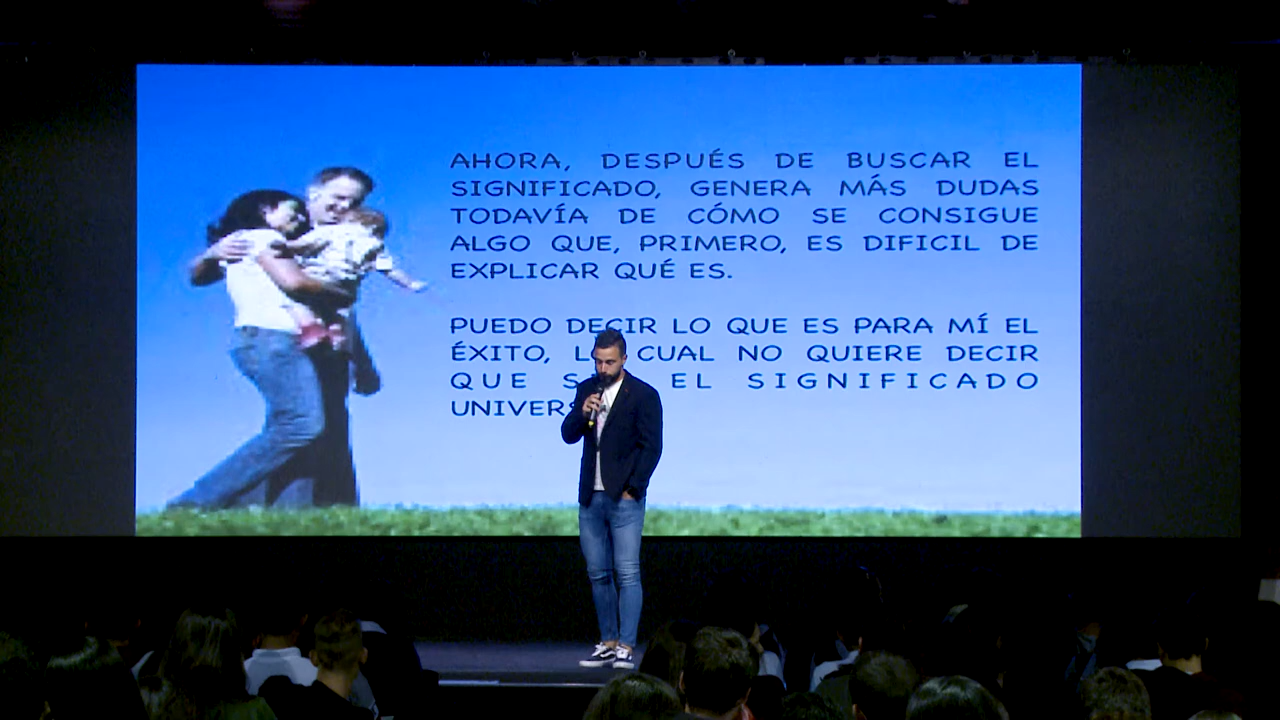 AHORA, DESPUÉS DE BUSCAR EL
SIGNIFICADO, GENERA MÁS DUDAS
TODAVÍA DE CÓMO SE CONSIGUE
ALGO QUE, PRIMERO, ES DIFICIL DE
EXPLICAR QUÉ ES.
PUEDO DECIR LO QUE ES PARA MÍ EL
ÉXITO, CUAL NO QUIERE DECIR
QUE EL SIGNIFICADO